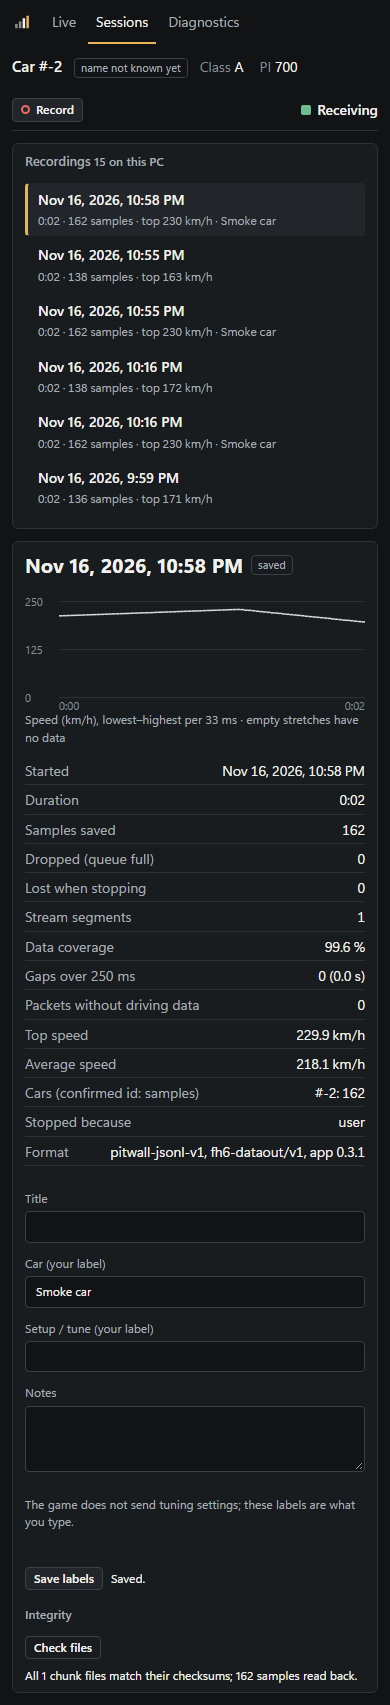 Live Sessions Diagnostics
Car #-2 name not known yet Class A PI 700
Record Receiving
Recordings 15 on this PC
Nov 16, 2026, 10:58 PM
0:02 · 162 samples · top 230 km/h · Smoke car
Nov 16, 2026, 10:55 PM
0:02 · 138 samples · top 163 km/h
Nov 16, 2026, 10:55 PM
0:02 · 162 samples · top 230 km/h · Smoke car
Nov 16, 2026, 10:16 PM
0:02 · 138 samples · top 172 km/h
Nov 16, 2026, 10:16 PM
0:02 · 162 samples · top 230 km/h · Smoke car
Nov 16, 2026, 9:59 PM
0:02 · 136 samples · top 171 km/h
Nov 16, 2026, 10:58 PM saved
250
125
0
0:00 0:02
Speed (km/h), lowest–highest per 33 ms · empty stretches have
no data
Started Nov 16, 2026, 10:58 PM
Duration 0:02
Samples saved 162
Dropped (queue full) 0
Lost when stopping 0
Stream segments 1
Data coverage 99.6 %
Gaps over 250 ms 0 (0.0 s)
Packets without driving data 0
Top speed 229.9 km/h
Average speed 218.1 km/h
Cars (confirmed id: samples) #-2: 162
Stopped because user
Format pitwall-jsonl-v1, fh6-dataout/v1, app 0.3.1
Title
Car (your label)
Smoke car
Setup / tune (your label)
Notes
The game does not send tuning settings; these labels are what
you type.
Save labels Saved.
Integrity
Check files
All 1 chunk files match their checksums; 162 samples read back.